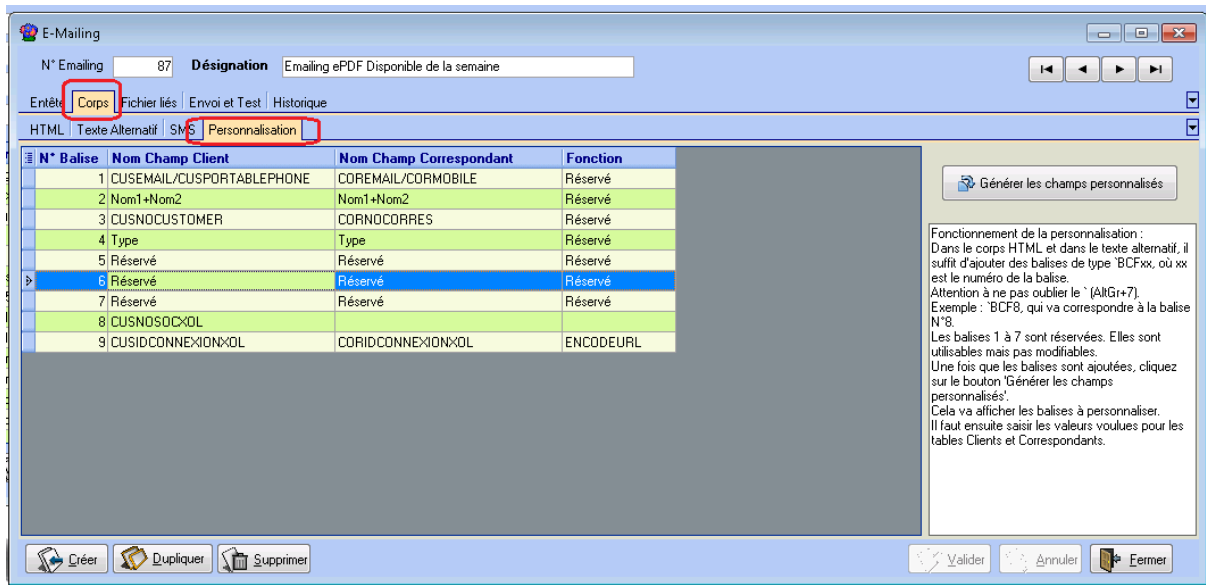 E-Mailing
N° Emailing 87 Désignation Emailing ePDF Disponible de la semaine
Entête Corps Fichier liés Envoi et Test Historique
HTML Texte Alternatif SMS Personnalisation
N° Balise Nom Champ Client Nom Champ Correspondant Fonction
1 CUSEMAIL/CUSPORTABLEPHONE COREMAIL/CORMOBILE Réservé
2 Nom1+Nom2 Nom1+Nom2 Réservé
3 CUSNOCUSTOMER CORNOCORRES Réservé
4 Type Type Réservé
5 Réservé Réservé Réservé
6 Réservé Réservé Réservé
7 Réservé Réservé Réservé
8 CUSNOSOCXOL
9 CUSIDCONNEXIONXOL CORIDCONNEXIONXOL ENCODEURL
Générer les champs personnalisés
Fonctionnement de la personnalisation :
Dans le corps HTML et dans le texte alternatif, il
suffit d'ajouter des balises de type `BCFxx, où xx
est le numéro de la balise.
Attention à ne pas oublier le ` (AltGr+7).
Exemple : `BCF8, qui va correspondre à la balise
N°8.
Les balises 1 à 7 sont réservées. Elles sont
utilisables mais pas modifiables.
Une fois que les balises sont ajoutées, cliquez
sur le bouton 'Générer les champs
personnalisés'.
Cela va afficher les balises à personnaliser.
Il faut ensuite saisir les valeurs voulues pour les
tables Clients et Correspondants.
Créer Dupliquer Supprimer Valider Annuler Fermer